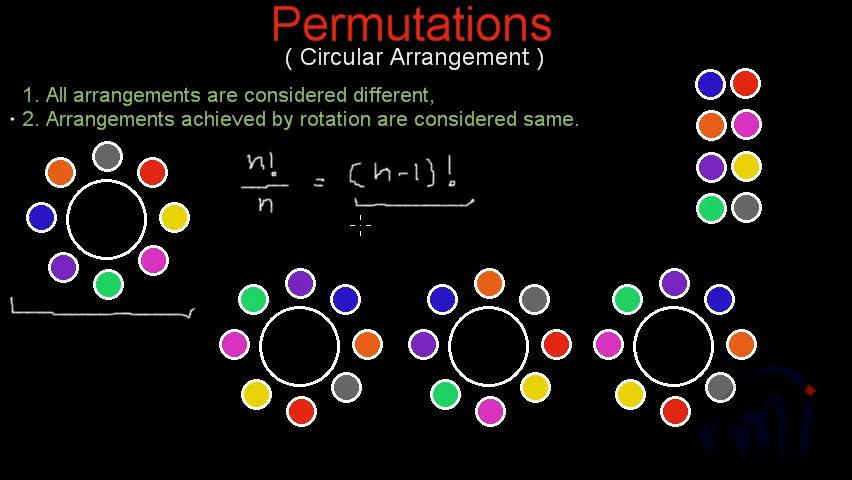 Permutations
( Circular Arrangement )
1. All arrangements are considered different,
2. Arrangements achieved by rotation are considered same.
n!/n = (n-1)!